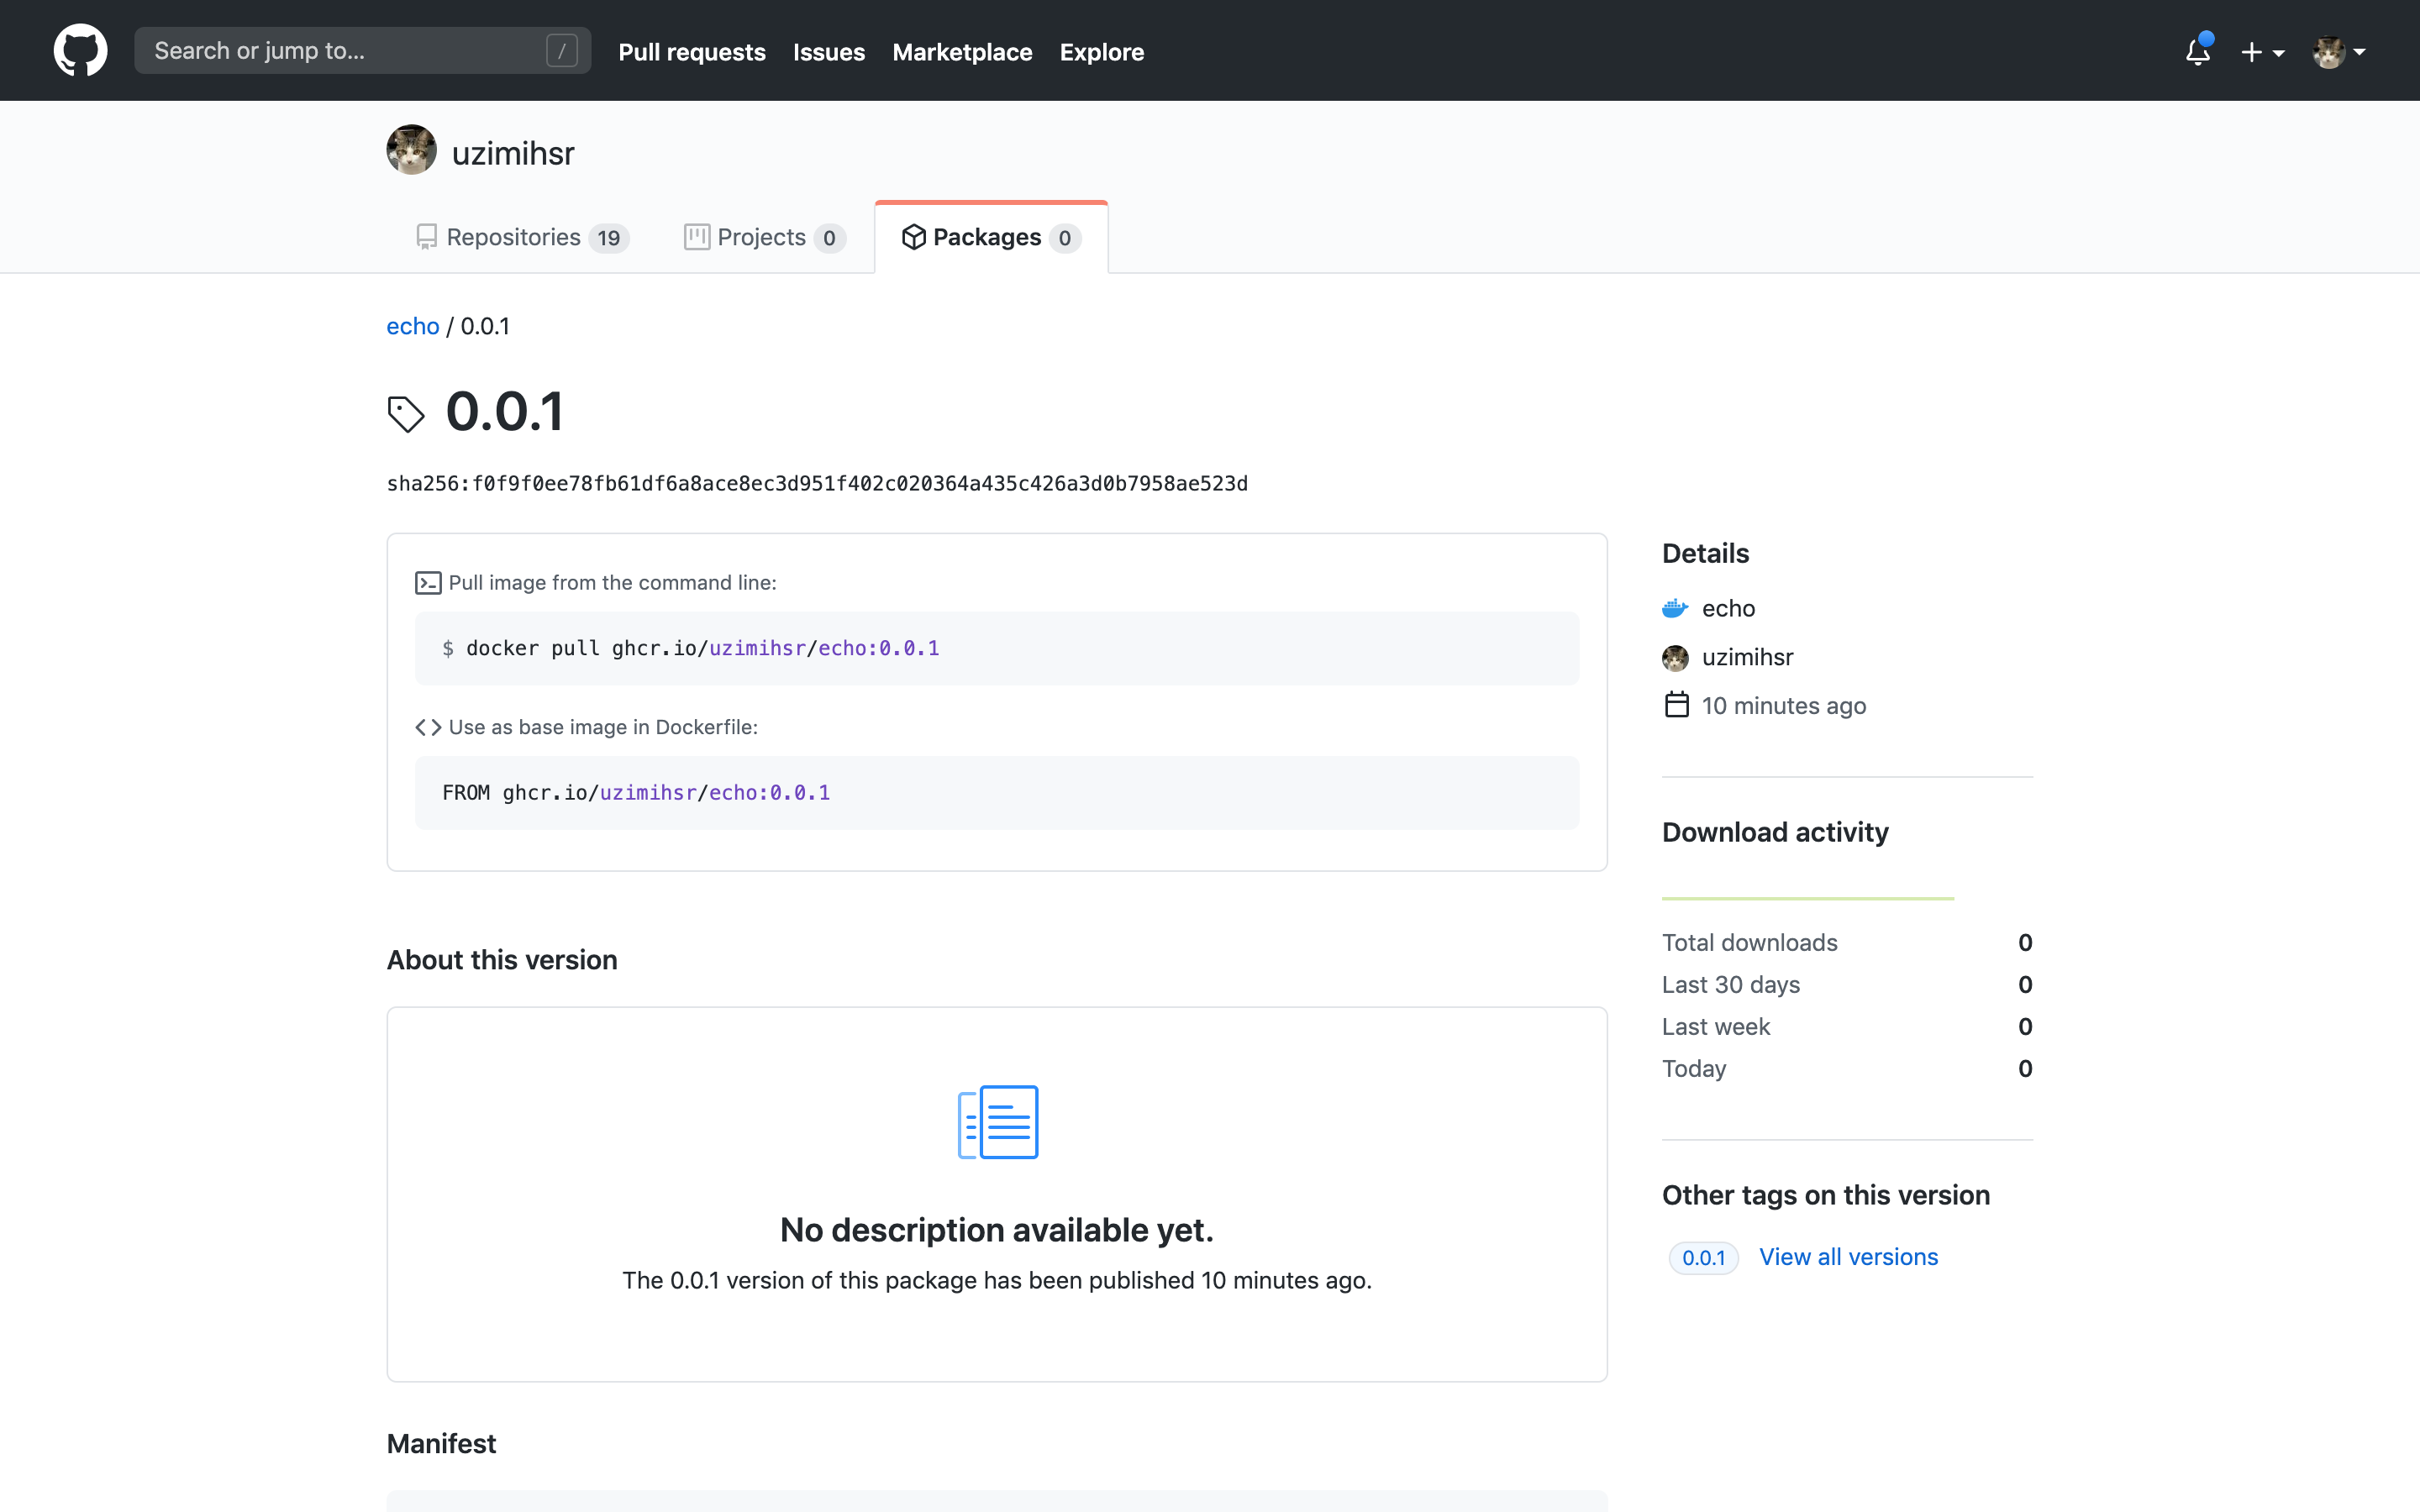 Search or jump to... /
Pull requests Issues Marketplace Explore
uzimihsr
Repositories 19 Projects 0 Packages 0
echo / 0.0.1
0.0.1
sha256:f0f9f0ee78fb61df6a8ace8ec3d951f402c020364a435c426a3d0b7958ae523d
Pull image from the command line:
$ docker pull ghcr.io/uzimihsr/echo:0.0.1
Use as base image in Dockerfile:
FROM ghcr.io/uzimihsr/echo:0.0.1
About this version
No description available yet.
The 0.0.1 version of this package has been published 10 minutes ago.
Manifest
Details
echo
uzimihsr
10 minutes ago
Download activity
Total downloads 0
Last 30 days 0
Last week 0
Today 0
Other tags on this version
0.0.1 View all versions